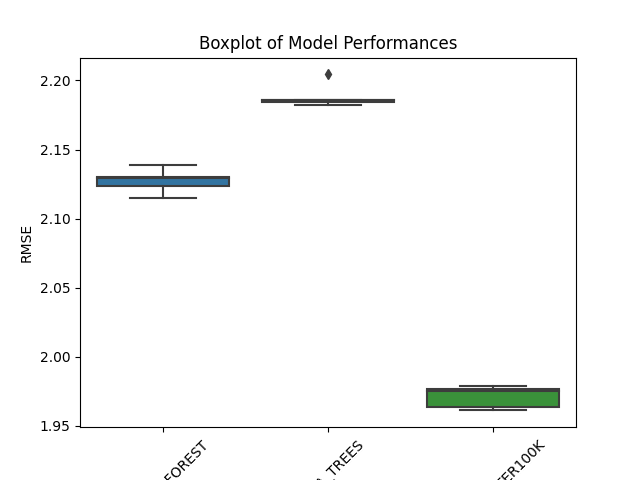 Boxplot of Model Performances
2.20
2.15
2.10
2.05
2.00
1.95
RMSE
FOREST
TREES
ER100K